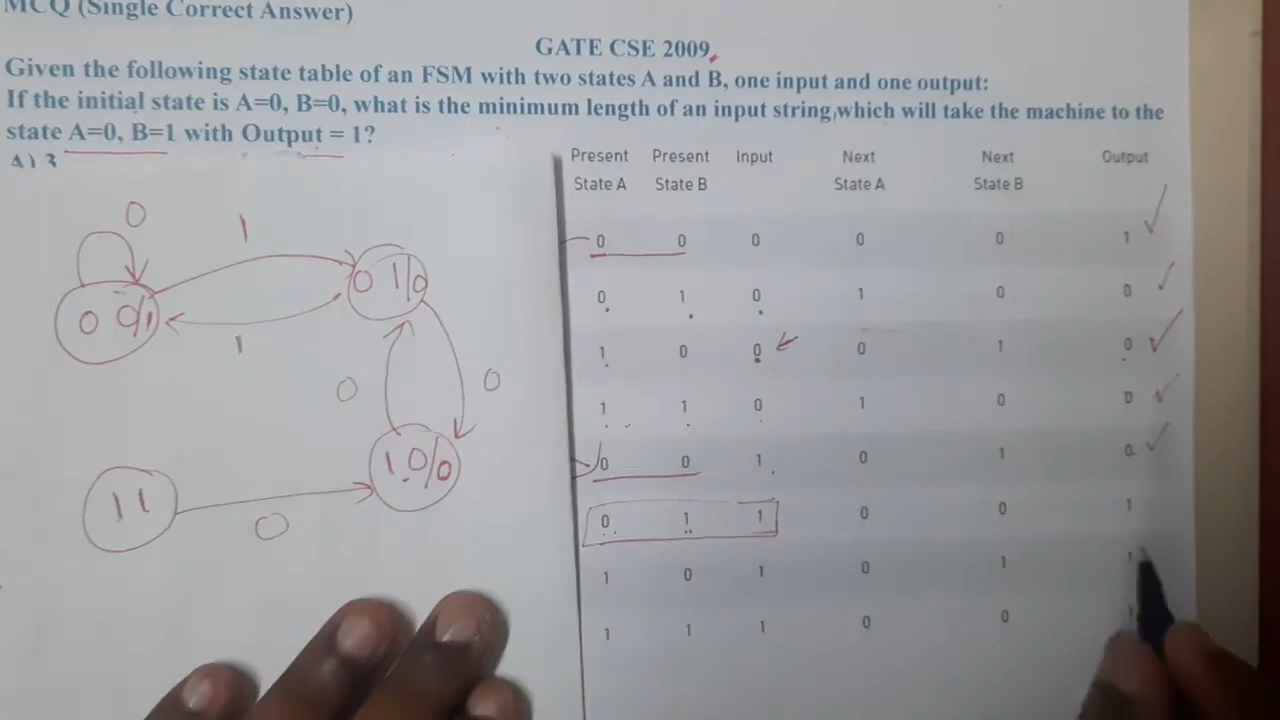 MCQ (Single Correct Answer)
GATE CSE 2009,
Given the following state table of an FSM with two states A and B, one input and one output:
If the initial state is A=0, B=0, what is the minimum length of an input string which will take the machine to the
state A=0, B=1 with Output = 1?
A) 3
Present State A Present State B Input Next State A Next State B Output
0 0 0 0 0 1
0 1 0 1 0 0
1 0 0 0 1 0
1 1 0 1 0 0
0 0 1 0 1 0
0 1 1 0 0 1
1 0 1 0 1 1
1 1 1 0 0
0
1
0 0/1
0 1/0
1
0
0
1 0/0
1 1
0